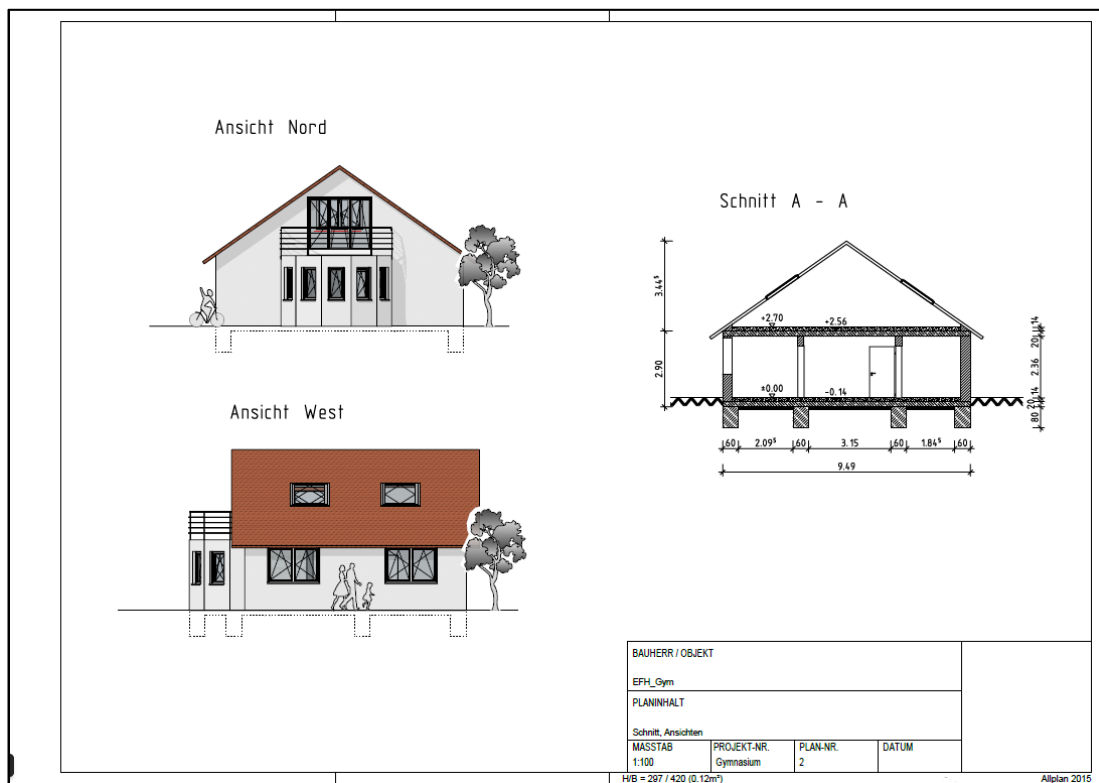 Ansicht Nord
Ansicht West
Schnitt A - A
3.44⁵
2.90
+2.70
+2.56
±0.00
-0.14
14
20
2.36
14
20
80
60 2.09⁵ 60 3.15 60 1.84⁵ 60
9.49
BAUHERR / OBJEKT
EFH_Gym
PLANINHALT
Schnitt, Ansichten
MASSTAB PROJEKT-NR. PLAN-NR. DATUM
1:100 Gymnasium 2
H/B = 297 / 420 (0.12m²) Allplan 2015